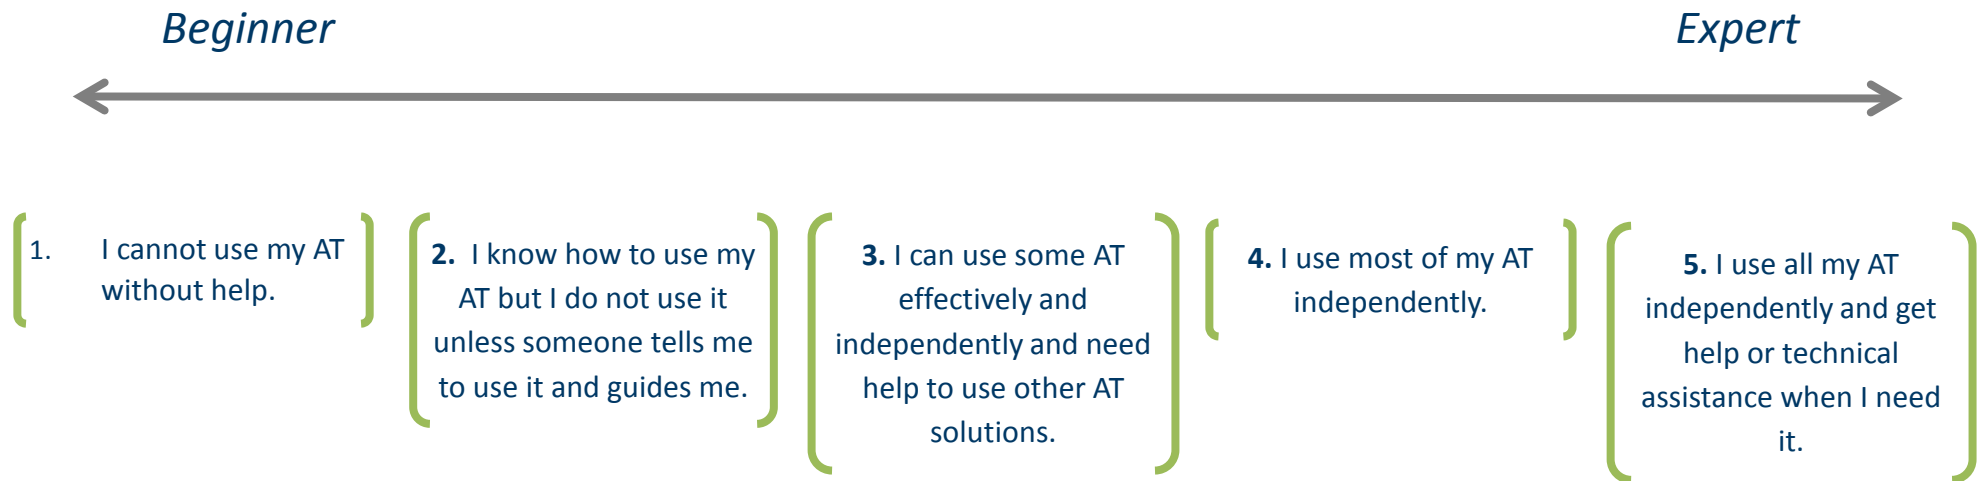 Beginner
Expert
1. I cannot use my AT
without help.
2. I know how to use my
AT but I do not use it
unless someone tells me
to use it and guides me.
3. I can use some AT
effectively and
independently and need
help to use other AT
solutions.
4. I use most of my AT
independently.
5. I use all my AT
independently and get
help or technical
assistance when I need
it.